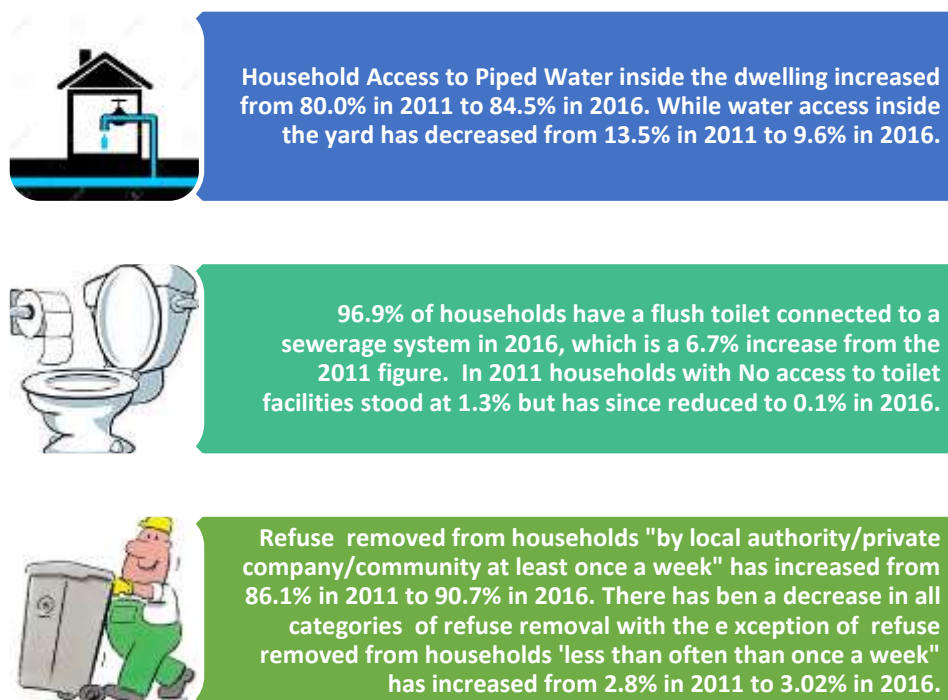 Household Access to Piped Water inside the dwelling increased
from 80.0% in 2011 to 84.5% in 2016. While water access inside
the yard has decreased from 13.5% in 2011 to 9.6% in 2016.
96.9% of households have a flush toilet connected to a
sewerage system in 2016, which is a 6.7% increase from the
2011 figure.  In 2011 households with No access to toilet
facilities stood at 1.3% but has since reduced to 0.1% in 2016.
Refuse  removed from households "by local authority/private
company/community at least once a week" has increased from
86.1% in 2011 to 90.7% in 2016. There has ben a decrease in all
categories  of refuse removal with the e xception of  refuse
removed from households 'less than often than once a week"
has increased from 2.8% in 2011 to 3.02% in 2016.